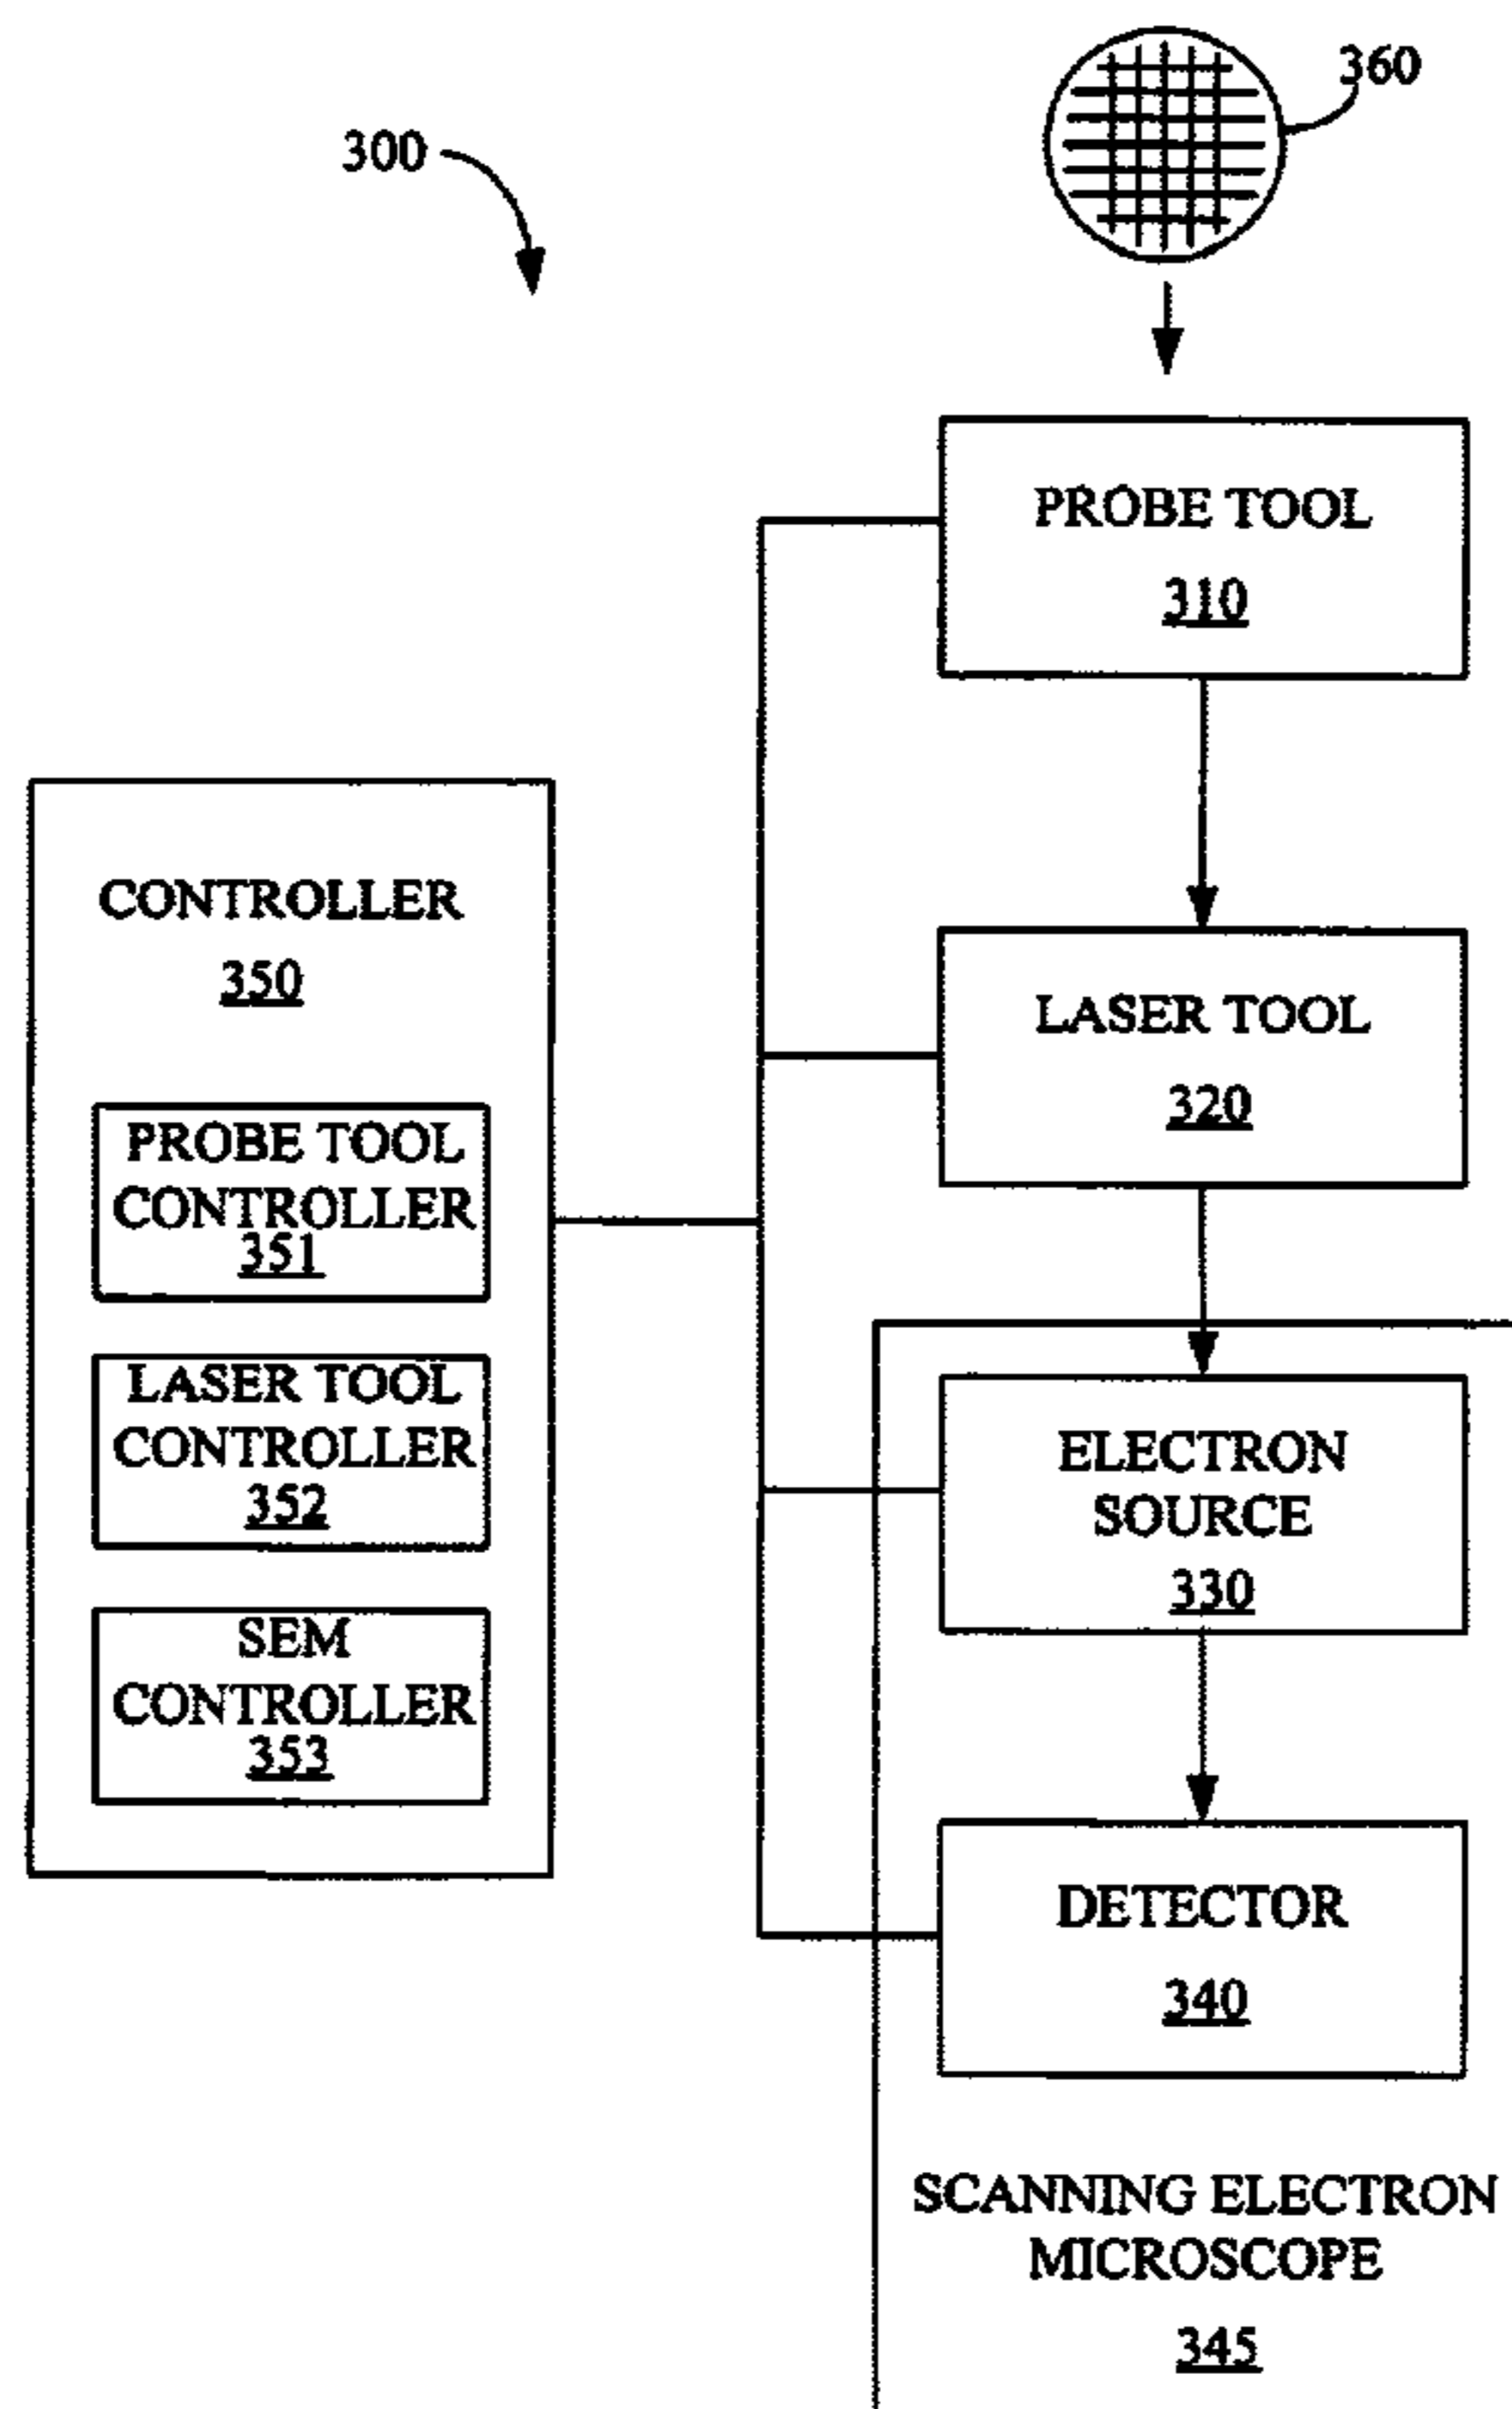 360
300
PROBE TOOL
310
CONTROLLER
350
LASER TOOL
320
PROBE TOOL
CONTROLLER
351
LASER TOOL
CONTROLLER
352
ELECTRON
SOURCE
330
SEM
CONTROLLER
353
DETECTOR
340
SCANNING ELECTRON
MICROSCOPE
345